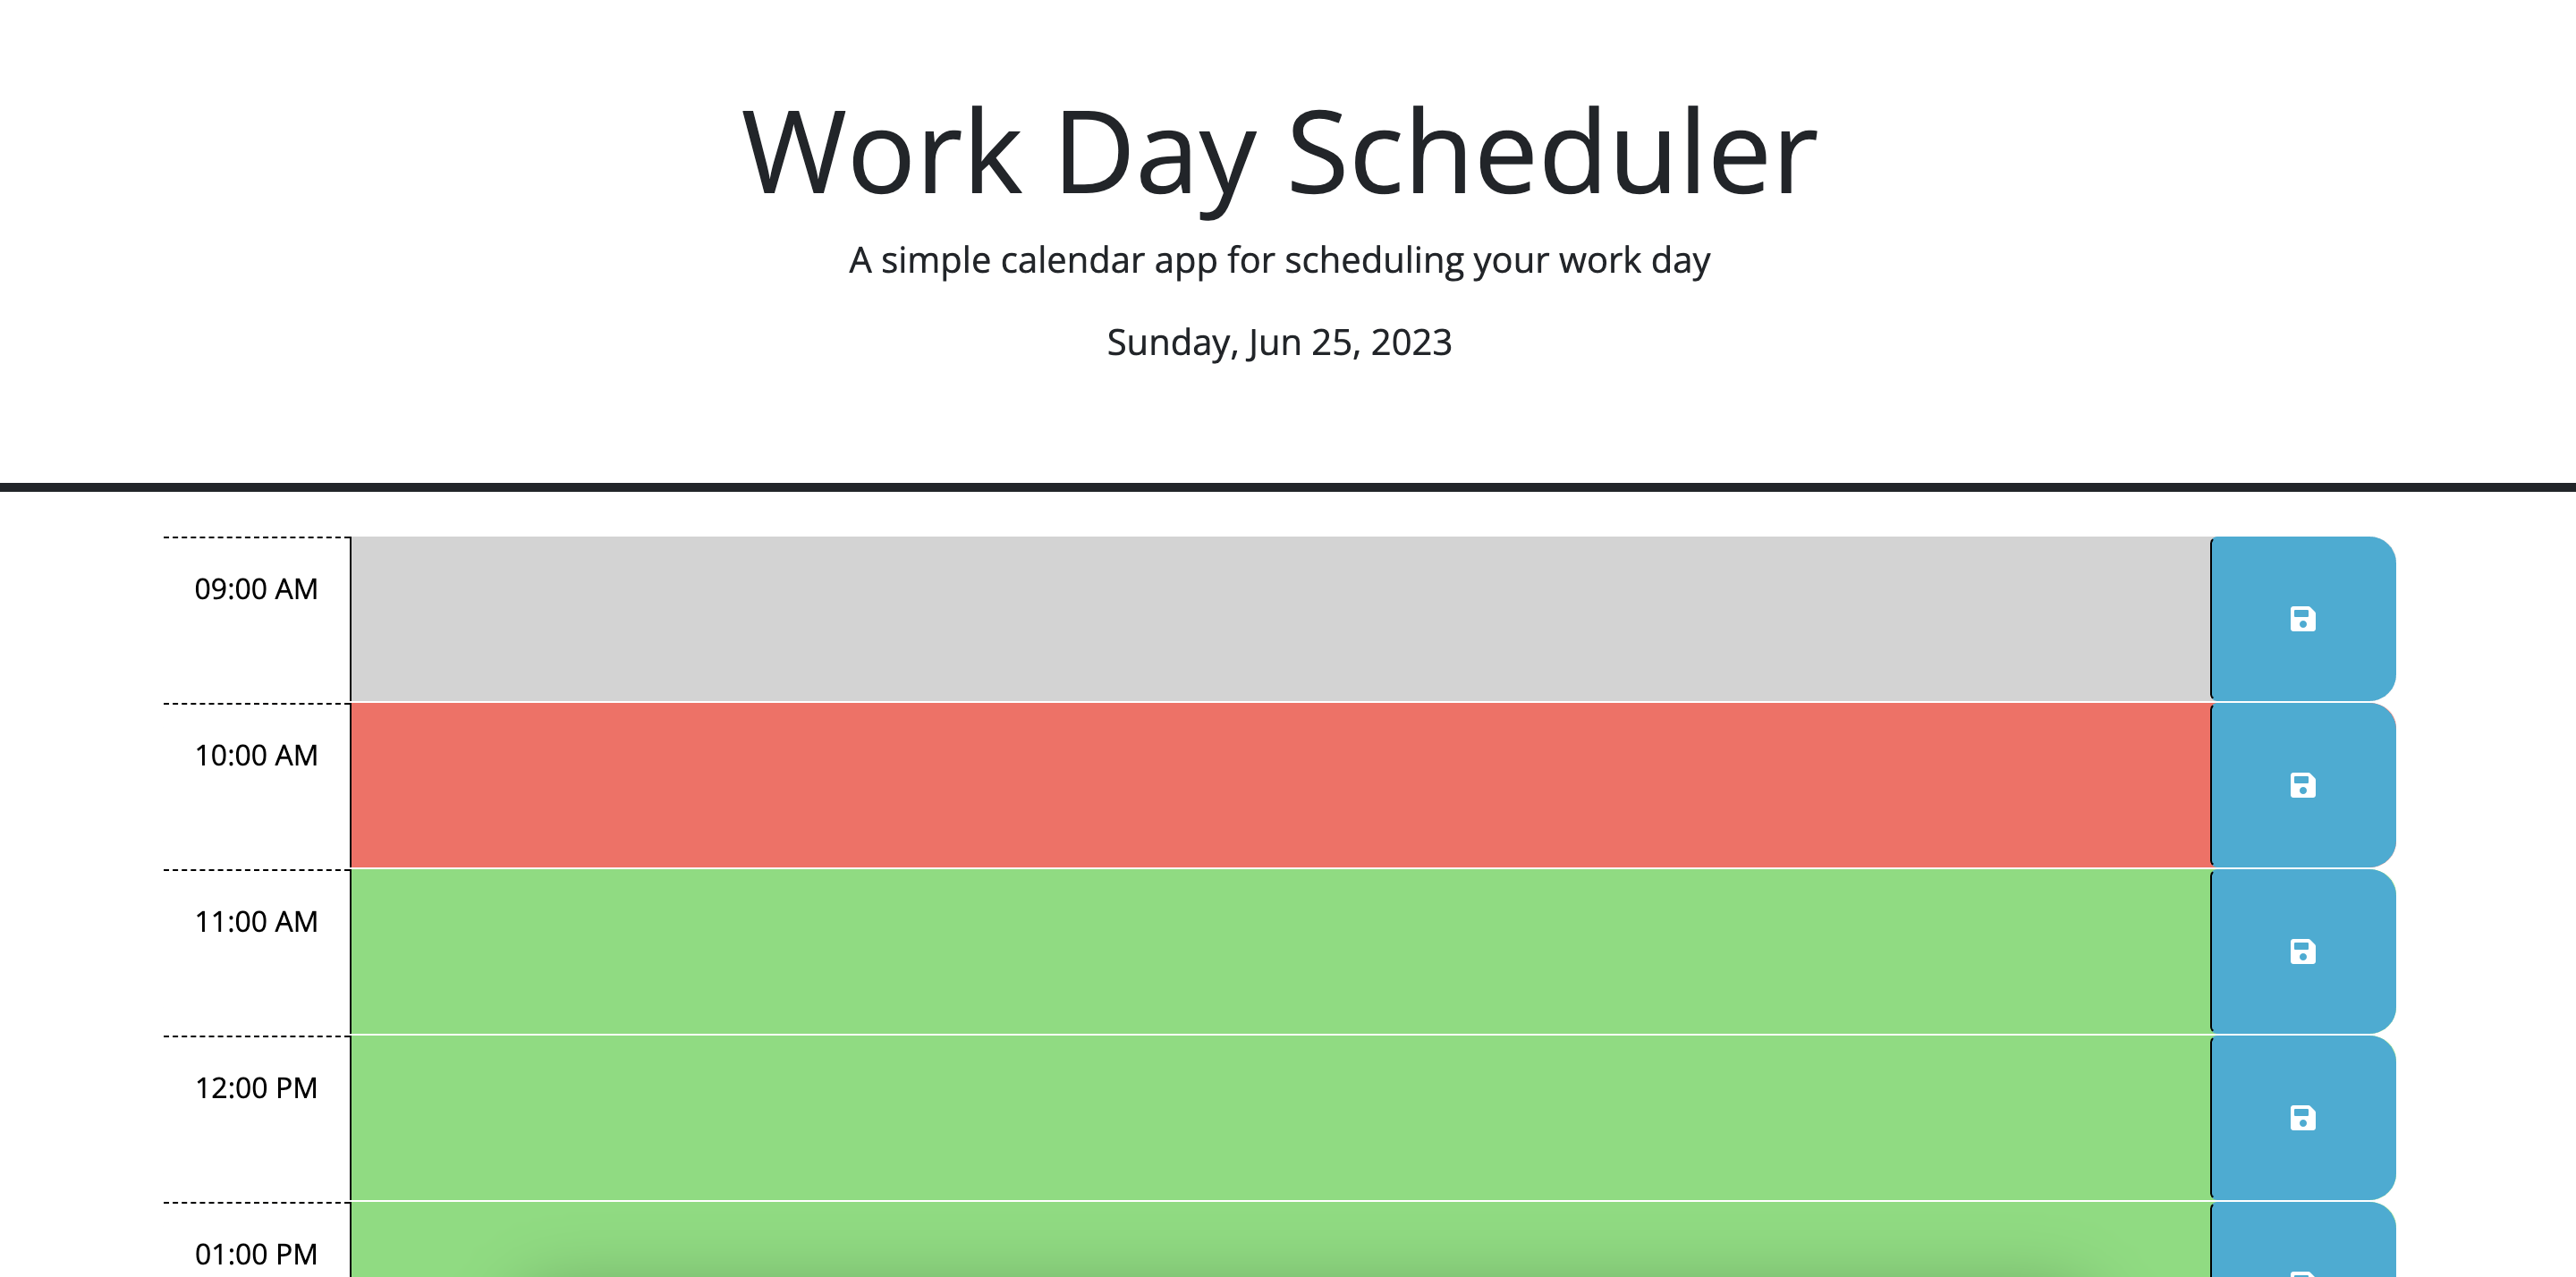 Work Day Scheduler
A simple calendar app for scheduling your work day
Sunday, Jun 25, 2023
09:00 AM
10:00 AM
11:00 AM
12:00 PM
01:00 PM